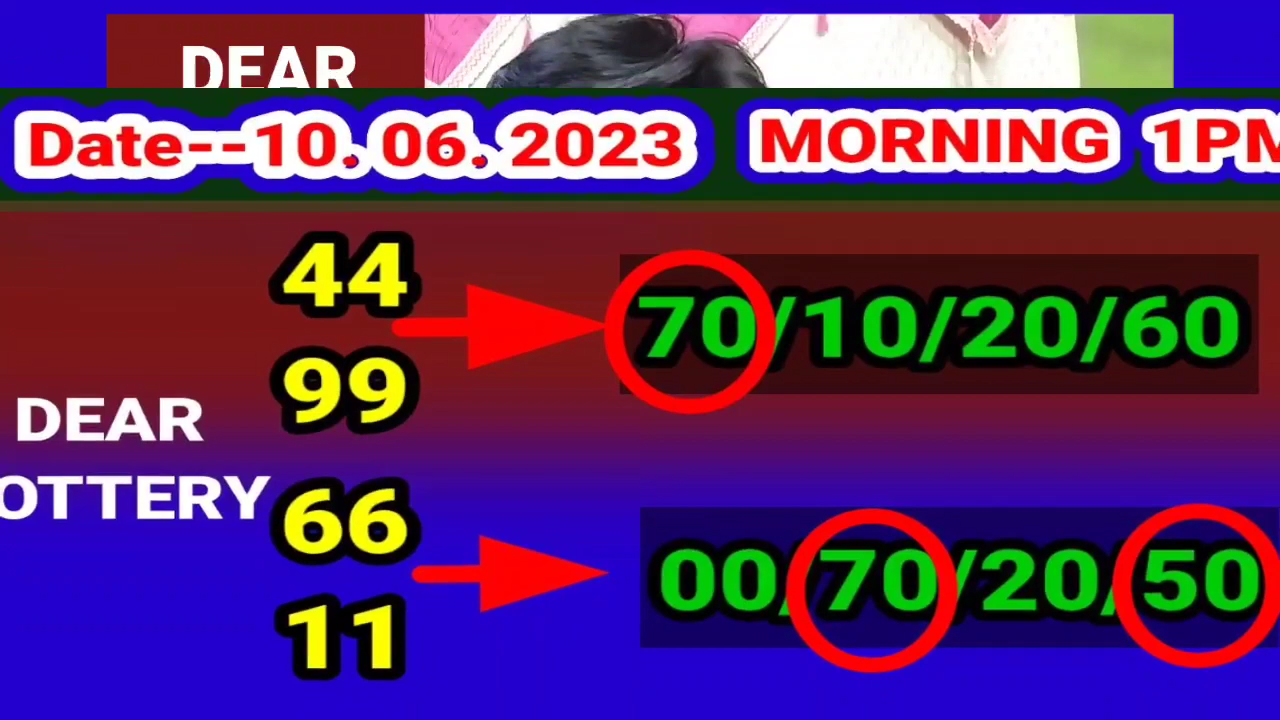 DEAR
Date--10. 06. 2023 MORNING 1PM
44
70/10/20/60
99
DEAR
OTTERY
66
00/70/20/50
11